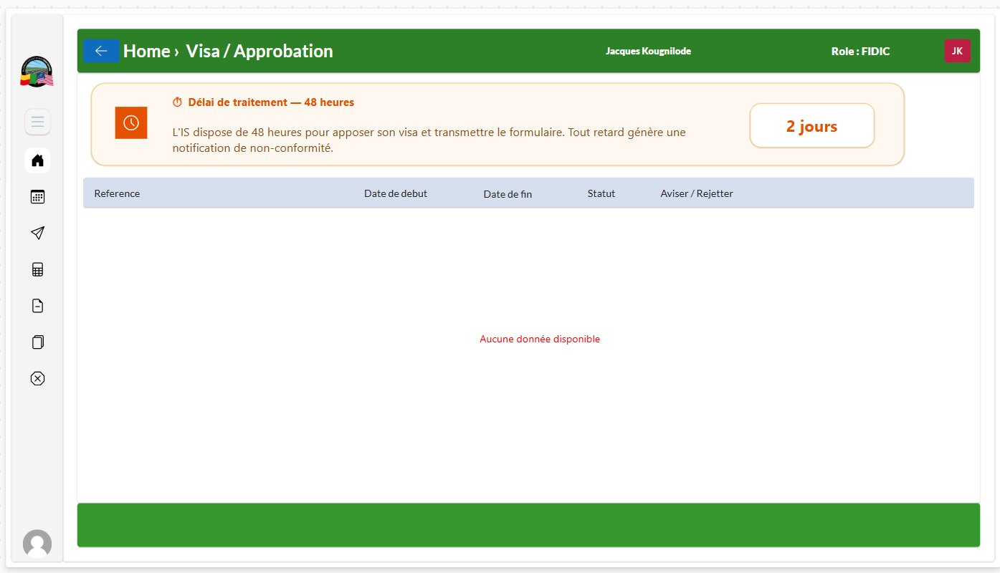 Home › Visa / Approbation
Jacques Kougnilode
Role : FIDIC
JK
Délai de traitement — 48 heures
L'IS dispose de 48 heures pour apposer son visa et transmettre le formulaire. Tout retard génère une
notification de non-conformité.
2 jours
Reference
Date de debut
Date de fin
Statut
Aviser / Rejetter
Aucune donnée disponible